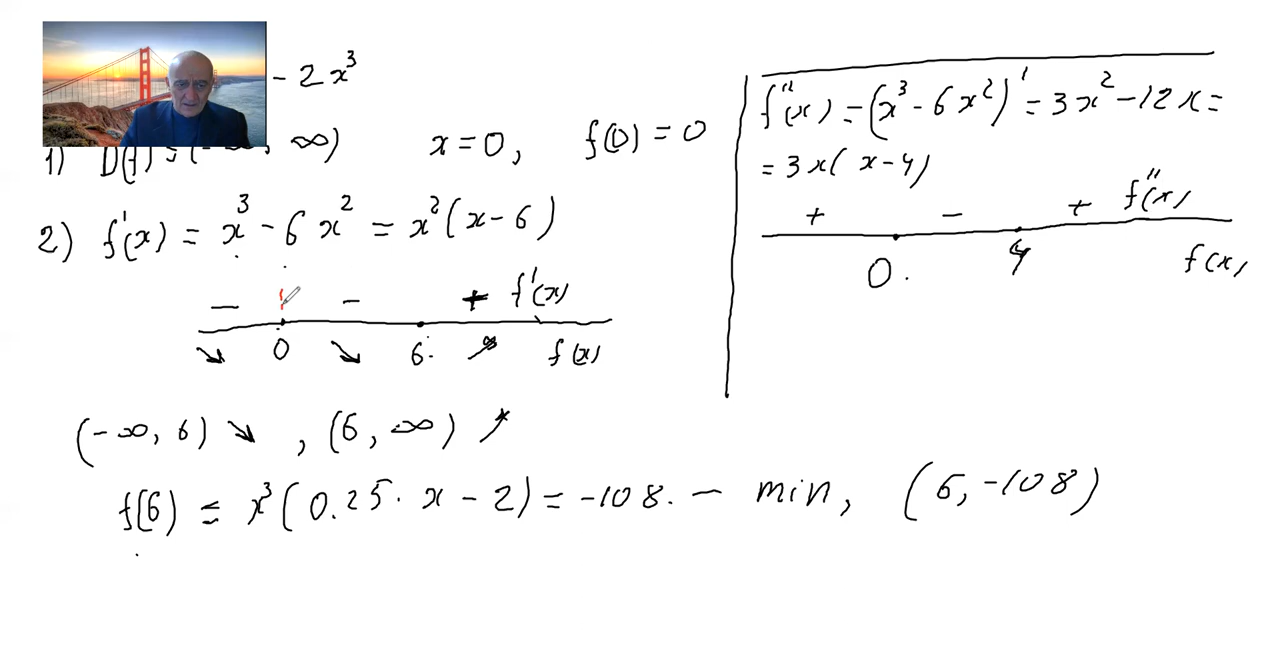 - 2x³
1) D(f) = (-∞, ∞) x = 0, f(0) = 0
2) f'(x) = x³ - 6x² = x²(x - 6)
- - + f'(x)
↘ 0 ↘ 6 ↗ f(x)
(-∞, 6) ↘ , (6, ∞) ↗
f(6) = x³(0.25 · x - 2) = -108. - min, (6, -108)
f''(x) = (x³ - 6x²)' = 3x² - 12x =
= 3x(x - 4)
+ - + f''(x)
0 4 f(x)